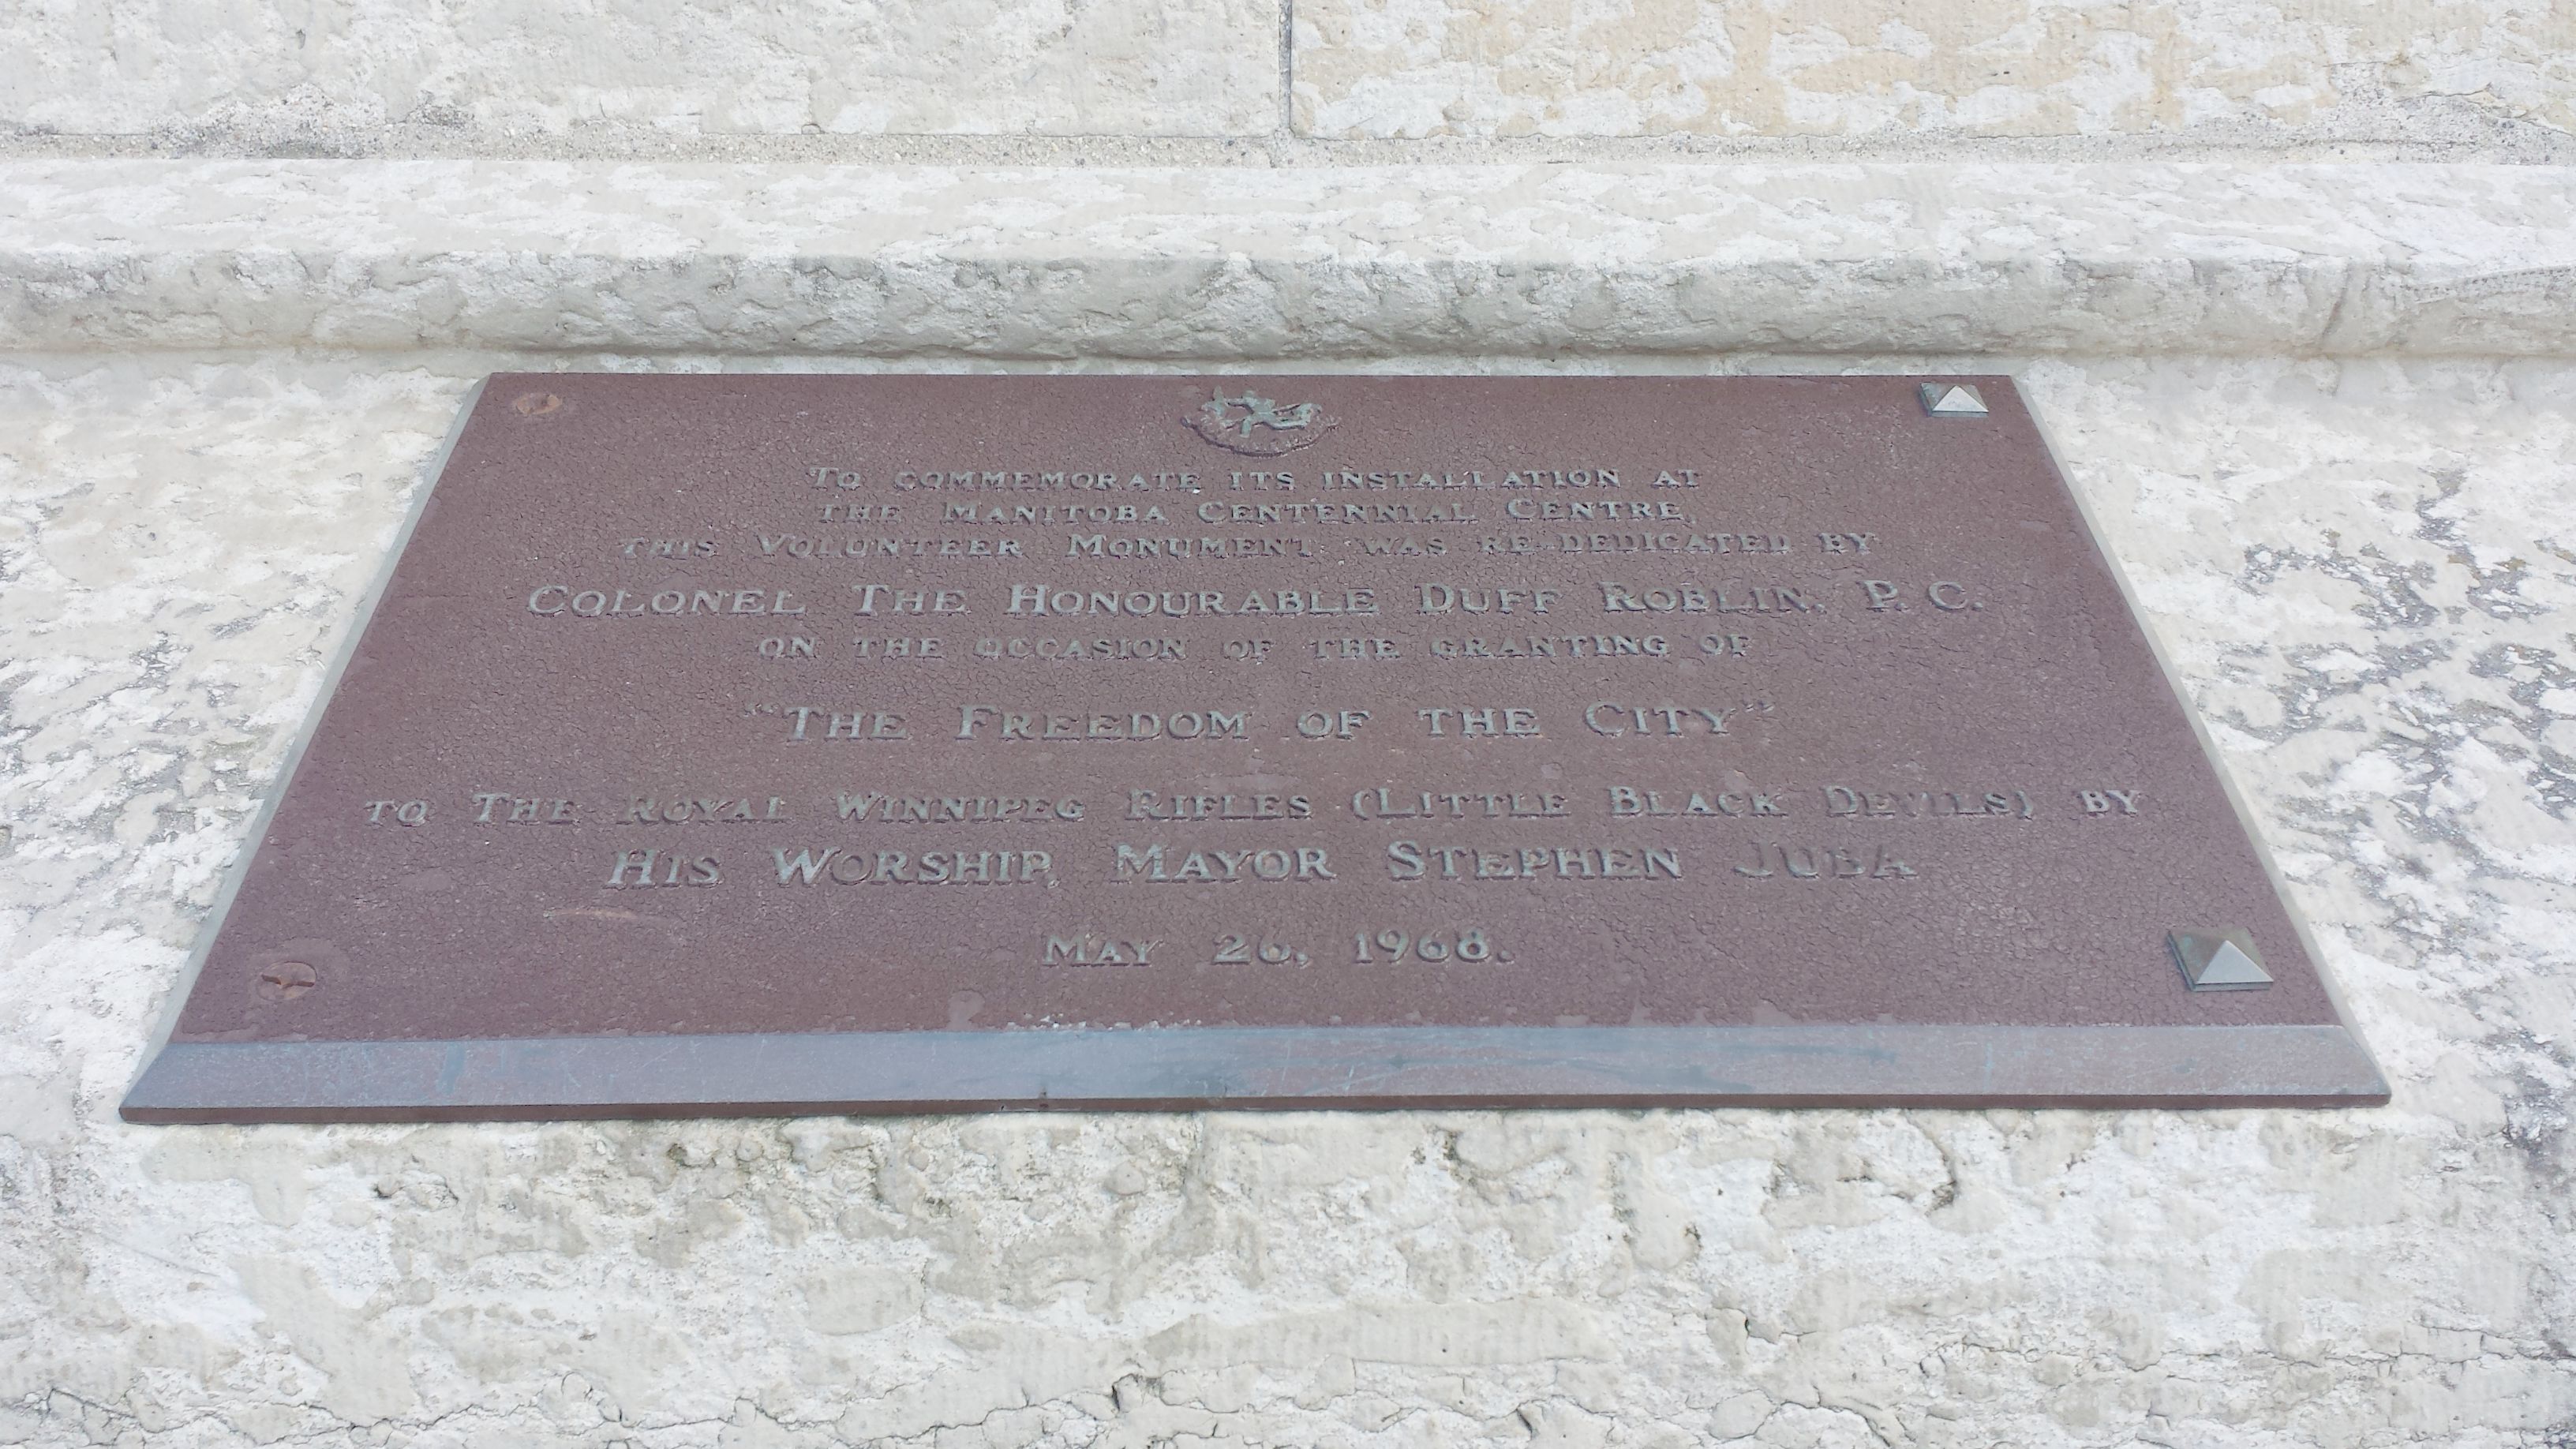 To commemorate its installation at
the Manitoba Centennial Centre,
this Volunteer Monument was re-dedicated by
Colonel The Honourable Duff Roblin, P. C.
on the occasion of the granting of
"The Freedom of the City"
to The Royal Winnipeg Rifles (Little Black Devils) by
His Worship, Mayor Stephen Juba
May 26, 1968.